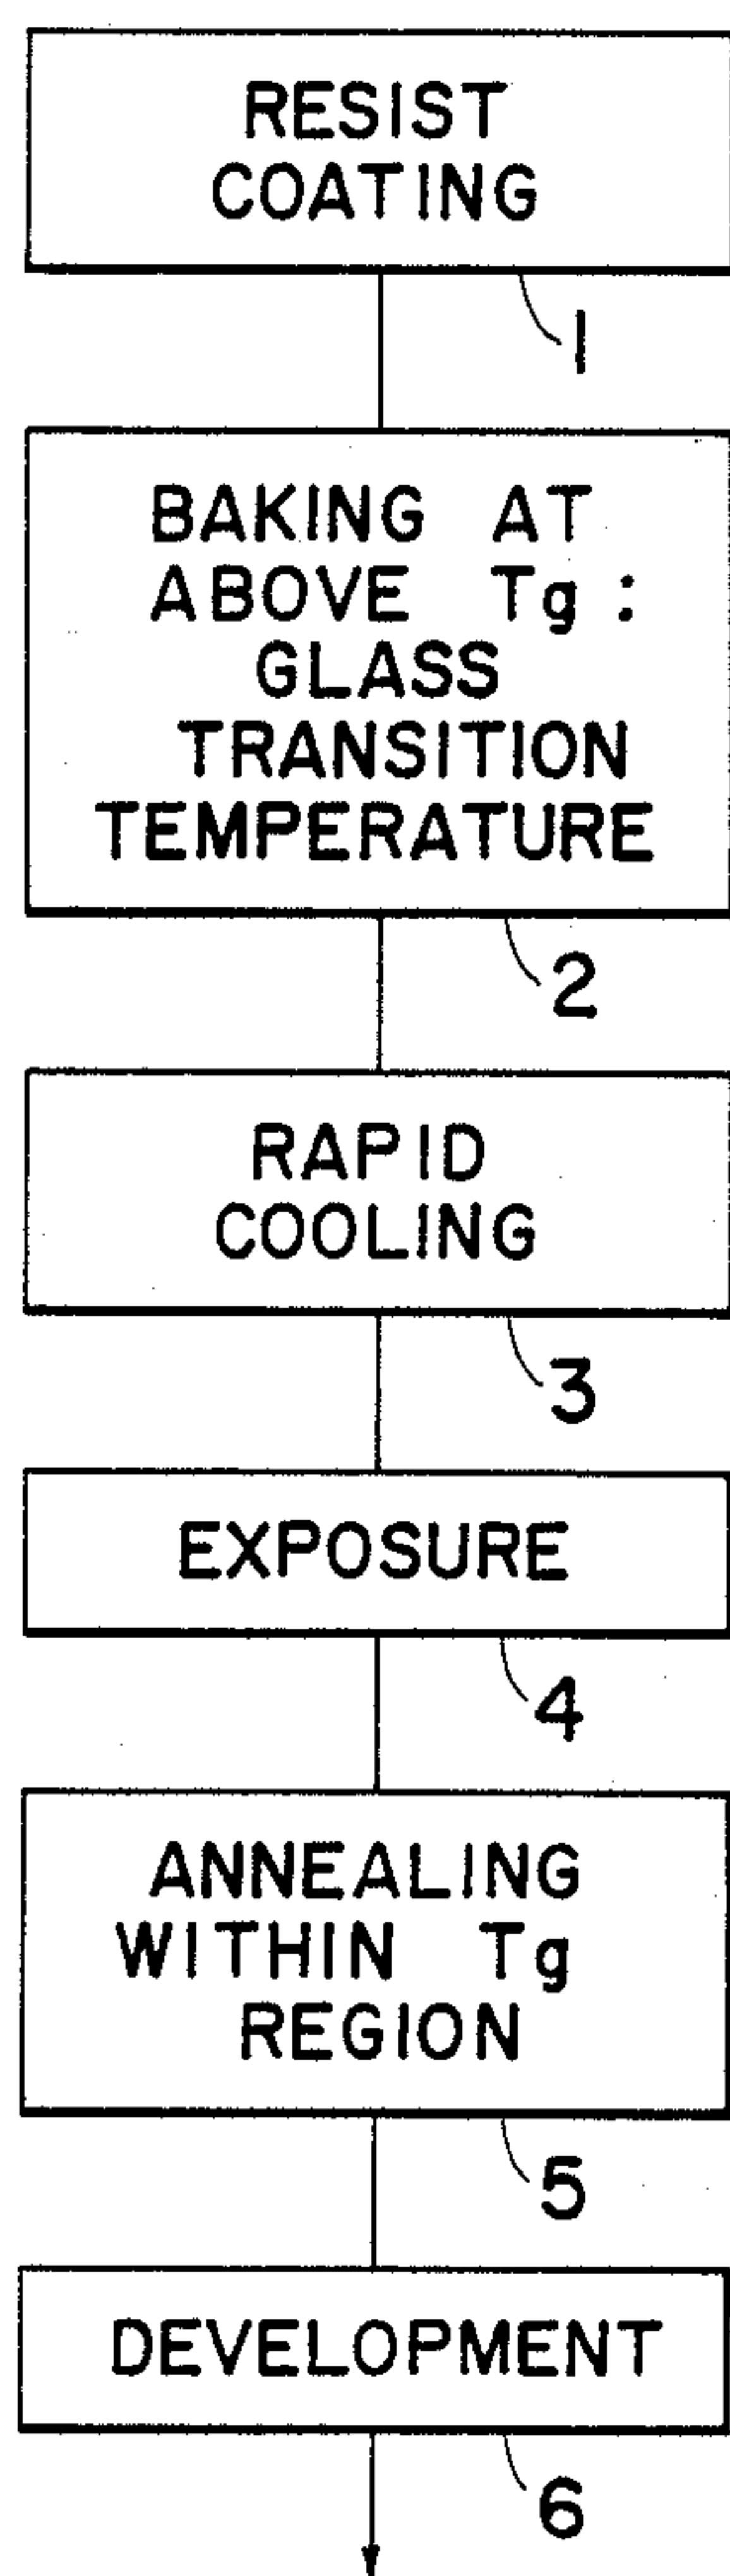 RESIST
COATING
1
BAKING AT
ABOVE Tg :
GLASS
TRANSITION
TEMPERATURE
2
RAPID
COOLING
3
EXPOSURE
4
ANNEALING
WITHIN Tg
REGION
5
DEVELOPMENT
6